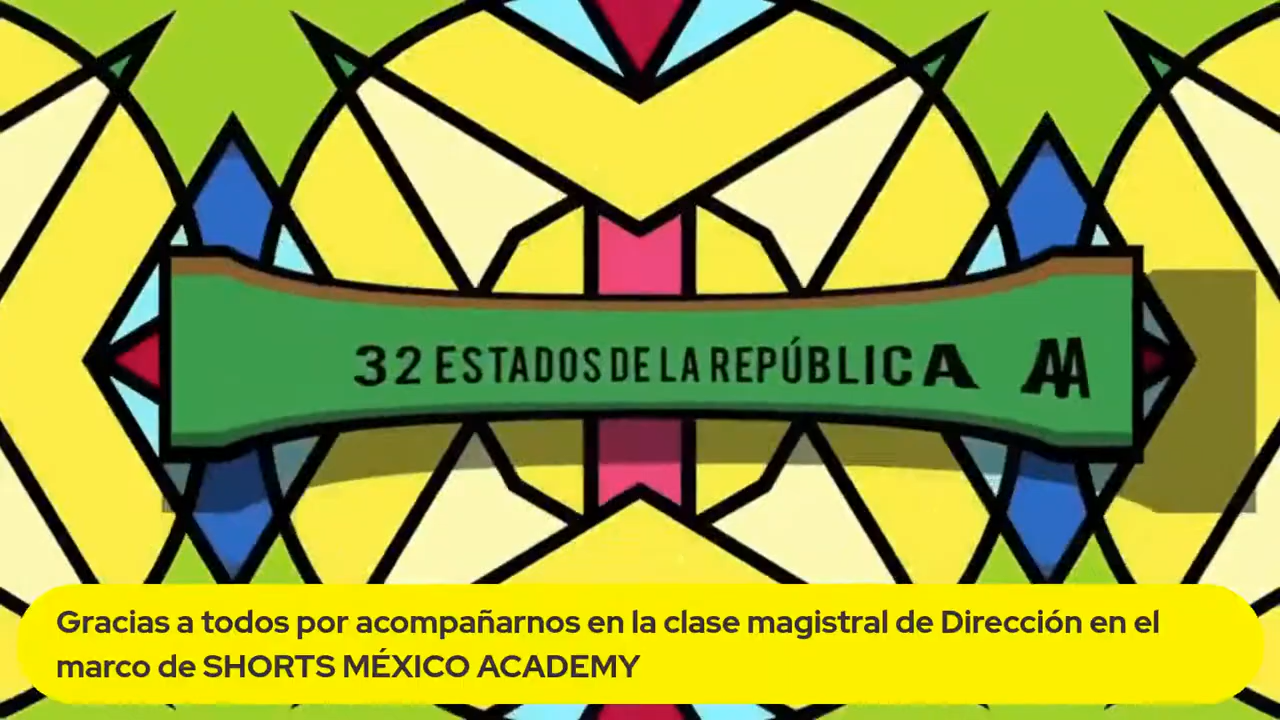 32 ESTADOS DE LA REPÚBLICA
Gracias a todos por acompañarnos en la clase magistral de Dirección en el
marco de SHORTS MÉXICO ACADEMY